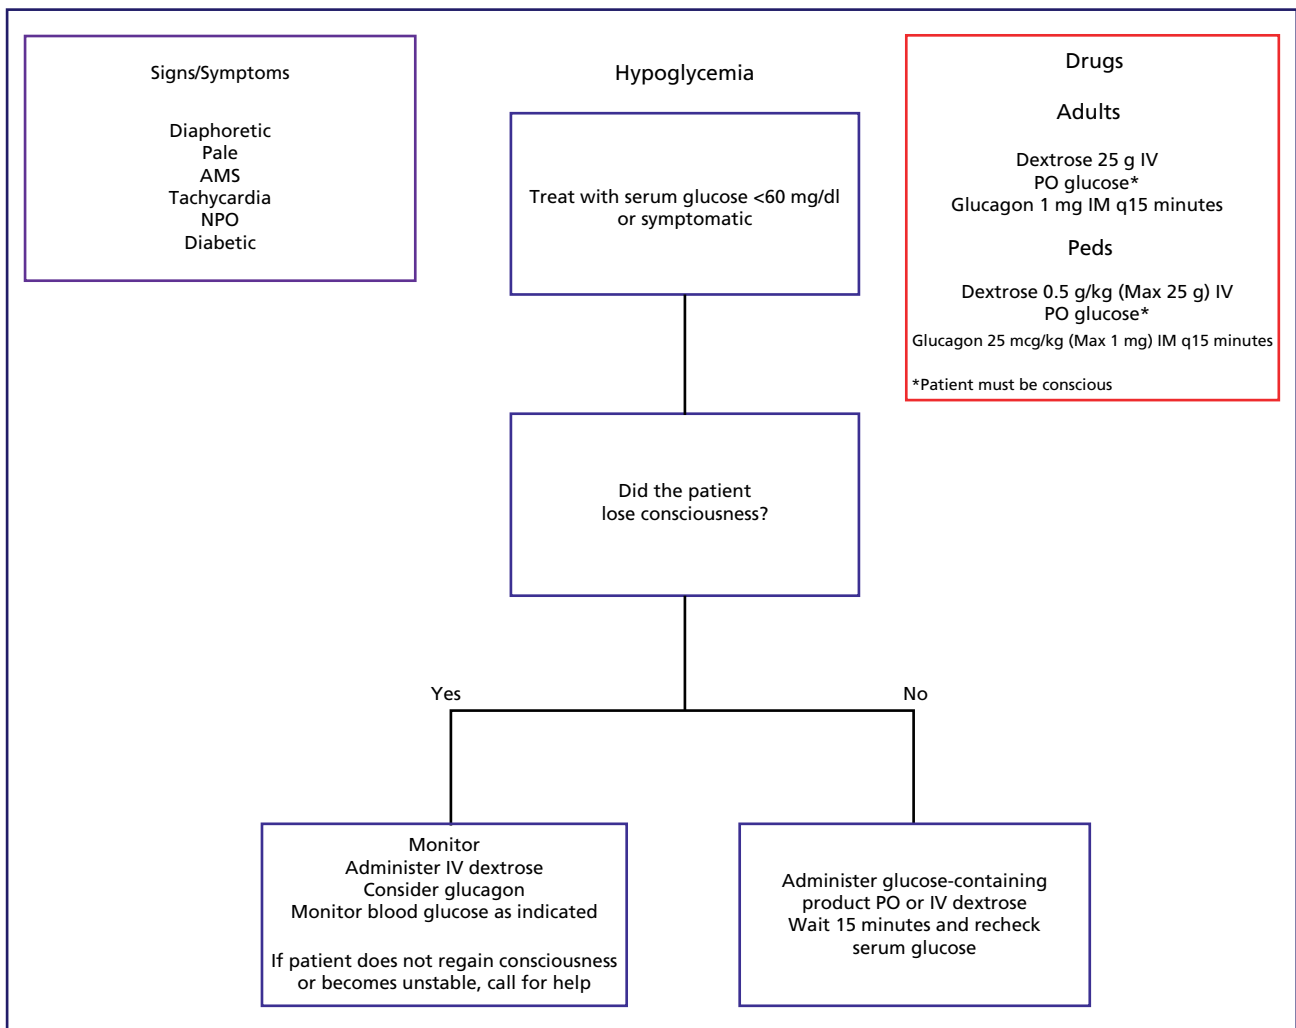 Signs/Symptoms
Diaphoretic
Pale
AMS
Tachycardia
NPO
Diabetic
Hypoglycemia
Treat with serum glucose <60 mg/dl
or symptomatic
Drugs
Adults
Dextrose 25 g IV
PO glucose*
Glucagon 1 mg IM q15 minutes
Peds
Dextrose 0.5 g/kg (Max 25 g) IV
PO glucose*
Glucagon 25 mcg/kg (Max 1 mg) IM q15 minutes
*Patient must be conscious
Did the patient
lose consciousness?
Yes
No
Monitor
Administer IV dextrose
Consider glucagon
Monitor blood glucose as indicated
If patient does not regain consciousness
or becomes unstable, call for help
Administer glucose-containing
product PO or IV dextrose
Wait 15 minutes and recheck
serum glucose